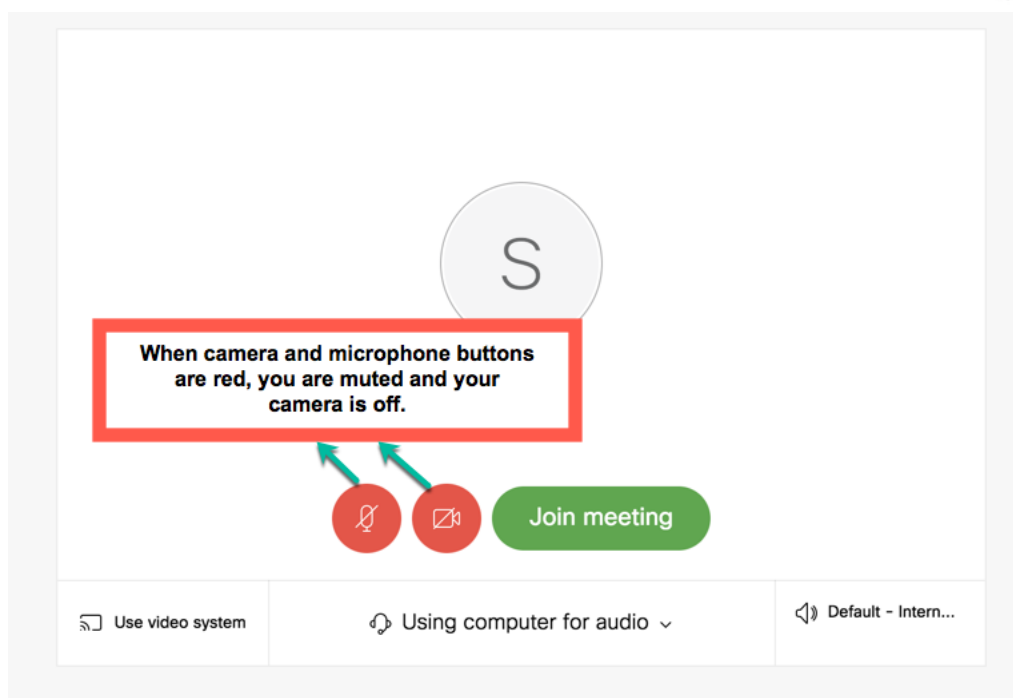 S
When camera and microphone buttons
are red, you are muted and your
camera is off.
Join meeting
Use video system
Using computer for audio
Default - Intern...